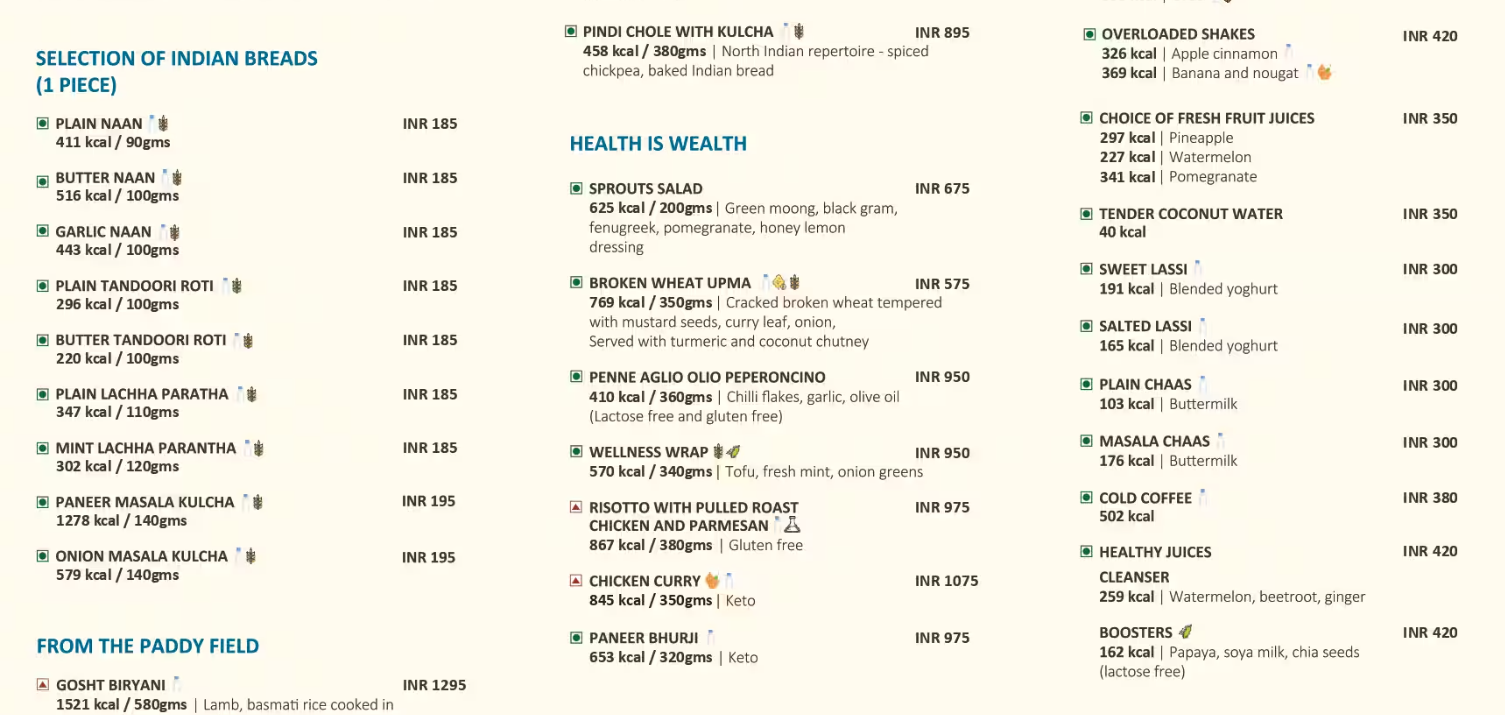 SELECTION OF INDIAN BREADS
(1 PIECE)
PLAIN NAAN INR 185
411 kcal / 90gms
BUTTER NAAN INR 185
516 kcal / 100gms
GARLIC NAAN INR 185
443 kcal / 100gms
PLAIN TANDOORI ROTI INR 185
296 kcal / 100gms
BUTTER TANDOORI ROTI INR 185
220 kcal / 100gms
PLAIN LACHHA PARATHA INR 185
347 kcal / 110gms
MINT LACHHA PARANTHA INR 185
302 kcal / 120gms
PANEER MASALA KULCHA INR 195
1278 kcal / 140gms
ONION MASALA KULCHA INR 195
579 kcal / 140gms
FROM THE PADDY FIELD
GOSHT BIRYANI INR 1295
1521 kcal / 580gms | Lamb, basmati rice cooked in
PINDI CHOLE WITH KULCHA INR 895
458 kcal / 380gms | North Indian repertoire - spiced
chickpea, baked Indian bread
HEALTH IS WEALTH
SPROUTS SALAD INR 675
625 kcal / 200gms | Green moong, black gram,
fenugreek, pomegranate, honey lemon
dressing
BROKEN WHEAT UPMA INR 575
769 kcal / 350gms | Cracked broken wheat tempered
with mustard seeds, curry leaf, onion,
Served with turmeric and coconut chutney
PENNE AGLIO OLIO PEPERONCINO INR 950
410 kcal / 360gms | Chilli flakes, garlic, olive oil
(Lactose free and gluten free)
WELLNESS WRAP INR 950
570 kcal / 340gms | Tofu, fresh mint, onion greens
RISOTTO WITH PULLED ROAST INR 975
CHICKEN AND PARMESAN
867 kcal / 380gms | Gluten free
CHICKEN CURRY INR 1075
845 kcal / 350gms | Keto
PANEER BHURJI INR 975
653 kcal / 320gms | Keto
OVERLOADED SHAKES INR 420
326 kcal | Apple cinnamon
369 kcal | Banana and nougat
CHOICE OF FRESH FRUIT JUICES INR 350
297 kcal | Pineapple
227 kcal | Watermelon
341 kcal | Pomegranate
TENDER COCONUT WATER INR 350
40 kcal
SWEET LASSI INR 300
191 kcal | Blended yoghurt
SALTED LASSI INR 300
165 kcal | Blended yoghurt
PLAIN CHAAS INR 300
103 kcal | Buttermilk
MASALA CHAAS INR 300
176 kcal | Buttermilk
COLD COFFEE INR 380
502 kcal
HEALTHY JUICES INR 420
CLEANSER
259 kcal | Watermelon, beetroot, ginger
BOOSTERS INR 420
162 kcal | Papaya, soya milk, chia seeds
(lactose free)